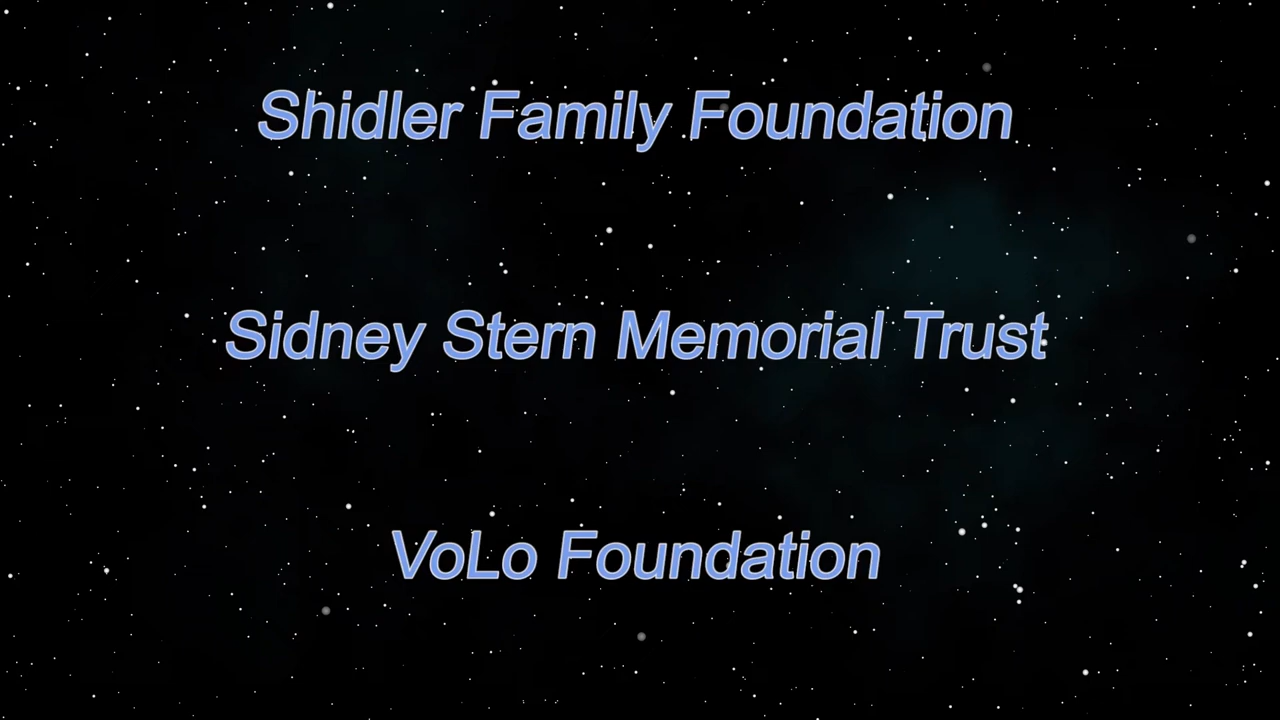 Shidler Family Foundation
Sidney Stern Memorial Trust
VoLo Foundation